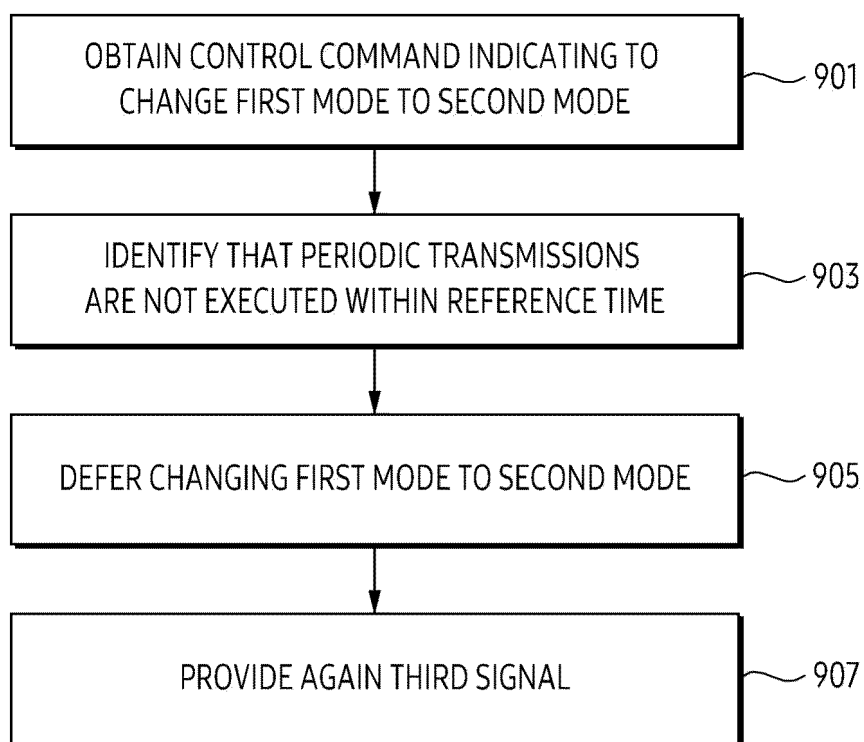 OBTAIN CONTROL COMMAND INDICATING TO
CHANGE FIRST MODE TO SECOND MODE
901
IDENTIFY THAT PERIODIC TRANSMISSIONS
ARE NOT EXECUTED WITHIN REFERENCE TIME
903
DEFER CHANGING FIRST MODE TO SECOND MODE
905
PROVIDE AGAIN THIRD SIGNAL
907